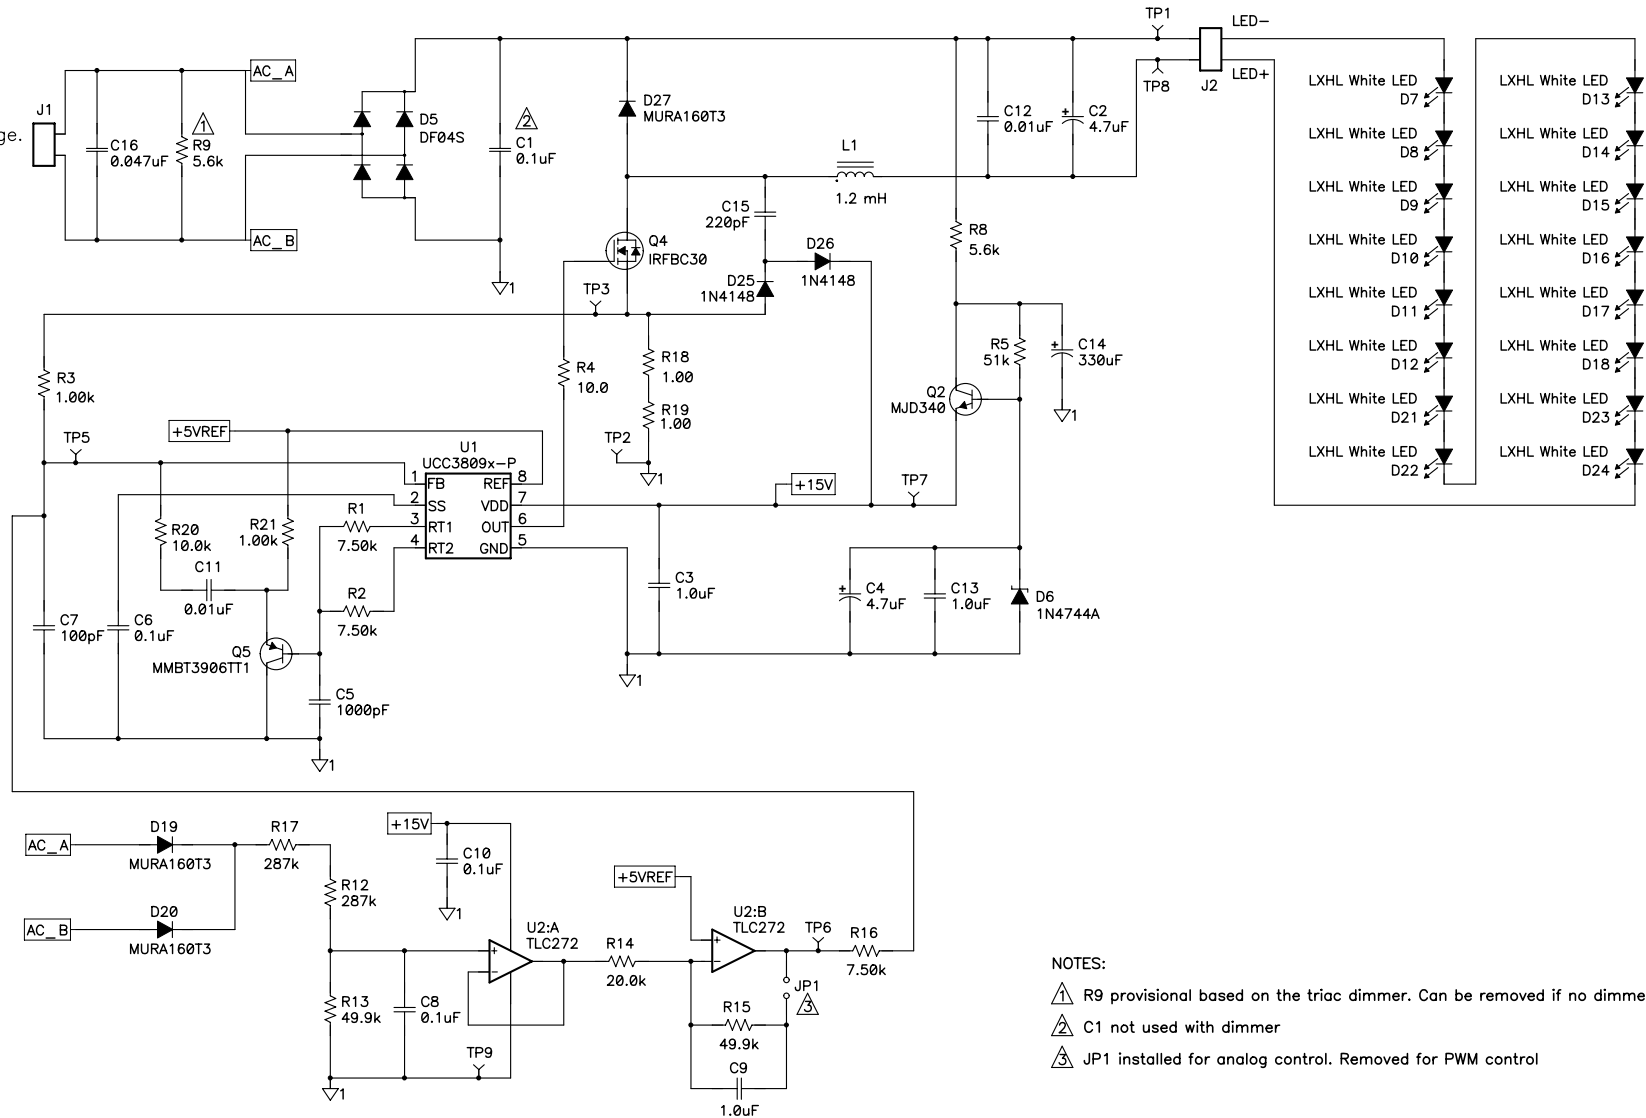 TP1
LED-
J2
LED+
TP8
J1
ge.
AC_A
AC_B
C16
0.047uF
1
R9
5.6k
D5
DF04S
2
C1
0.1uF
1
D27
MURA160T3
C12
0.01uF
C2
4.7uF
L1
1.2 mH
C15
220pF
Q4
IRFBC30
D26
1N4148
D25
1N4148
R8
5.6k
TP3
R3
1.00k
R4
10.0
R18
1.00
R19
1.00
TP2
1
R5
51k
C14
330uF
1
Q2
MJD340
TP5
+5VREF
U1
UCC3809x-P
1 FB
2 SS
3 RT1
4 RT2
REF 8
VDD 7
OUT 6
GND 5
+15V
TP7
R20
10.0k
R21
1.00k
R1
7.50k
R2
7.50k
C11
0.01uF
C7
100pF
C6
0.1uF
Q5
MMBT3906TT1
C5
1000pF
1
C3
1.0uF
C4
4.7uF
C13
1.0uF
D6
1N4744A
1
LXHL White LED
D7
LXHL White LED
D8
LXHL White LED
D9
LXHL White LED
D10
LXHL White LED
D11
LXHL White LED
D12
LXHL White LED
D21
LXHL White LED
D22
LXHL White LED
D13
LXHL White LED
D14
LXHL White LED
D15
LXHL White LED
D16
LXHL White LED
D17
LXHL White LED
D18
LXHL White LED
D23
LXHL White LED
D24
AC_A
D19
MURA160T3
AC_B
D20
MURA160T3
R17
287k
R12
287k
R13
49.9k
C8
0.1uF
+15V
C10
0.1uF
1
U2:A
TLC272
TP9
1
R14
20.0k
+5VREF
U2:B
TLC272
TP6
R16
7.50k
JP1
3
R15
49.9k
C9
1.0uF
NOTES:
1 R9 provisional based on the triac dimmer. Can be removed if no dimme
2 C1 not used with dimmer
3 JP1 installed for analog control. Removed for PWM control